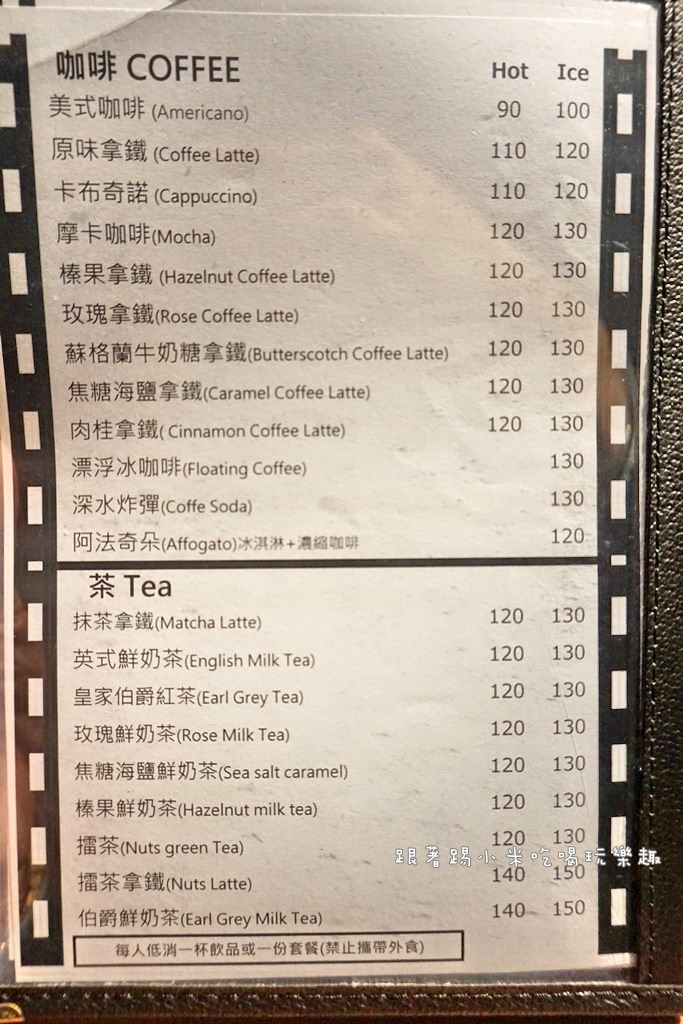 咖啡 COFFEE Hot Ice
美式咖啡 (Americano) 90 100
原味拿鐵 (Coffee Latte) 110 120
卡布奇諾 (Cappuccino) 110 120
摩卡咖啡(Mocha) 120 130
榛果拿鐵 (Hazelnut Coffee Latte) 120 130
玫瑰拿鐵(Rose Coffee Latte) 120 130
蘇格蘭牛奶糖拿鐵(Butterscotch Coffee Latte) 120 130
焦糖海鹽拿鐵(Caramel Coffee Latte) 120 130
肉桂拿鐵( Cinnamon Coffee Latte) 120 130
漂浮冰咖啡(Floating Coffee) 130
深水炸彈(Coffe Soda) 130
阿法奇朵(Affogato)冰淇淋+濃縮咖啡 120
茶 Tea
抹茶拿鐵(Matcha Latte) 120 130
英式鮮奶茶(English Milk Tea) 120 130
皇家伯爵紅茶(Earl Grey Tea) 120 130
玫瑰鮮奶茶(Rose Milk Tea) 120 130
焦糖海鹽鮮奶茶(Sea salt caramel) 120 130
榛果鮮奶茶(Hazelnut milk tea) 120 130
擂茶(Nuts green Tea) 120 130
跟著踢小米吃喝玩樂趣
擂茶拿鐵(Nuts Latte) 140 150
伯爵鮮奶茶(Earl Grey Milk Tea) 140 150
每人低消一杯飲品或一份套餐(禁止攜帶外食)